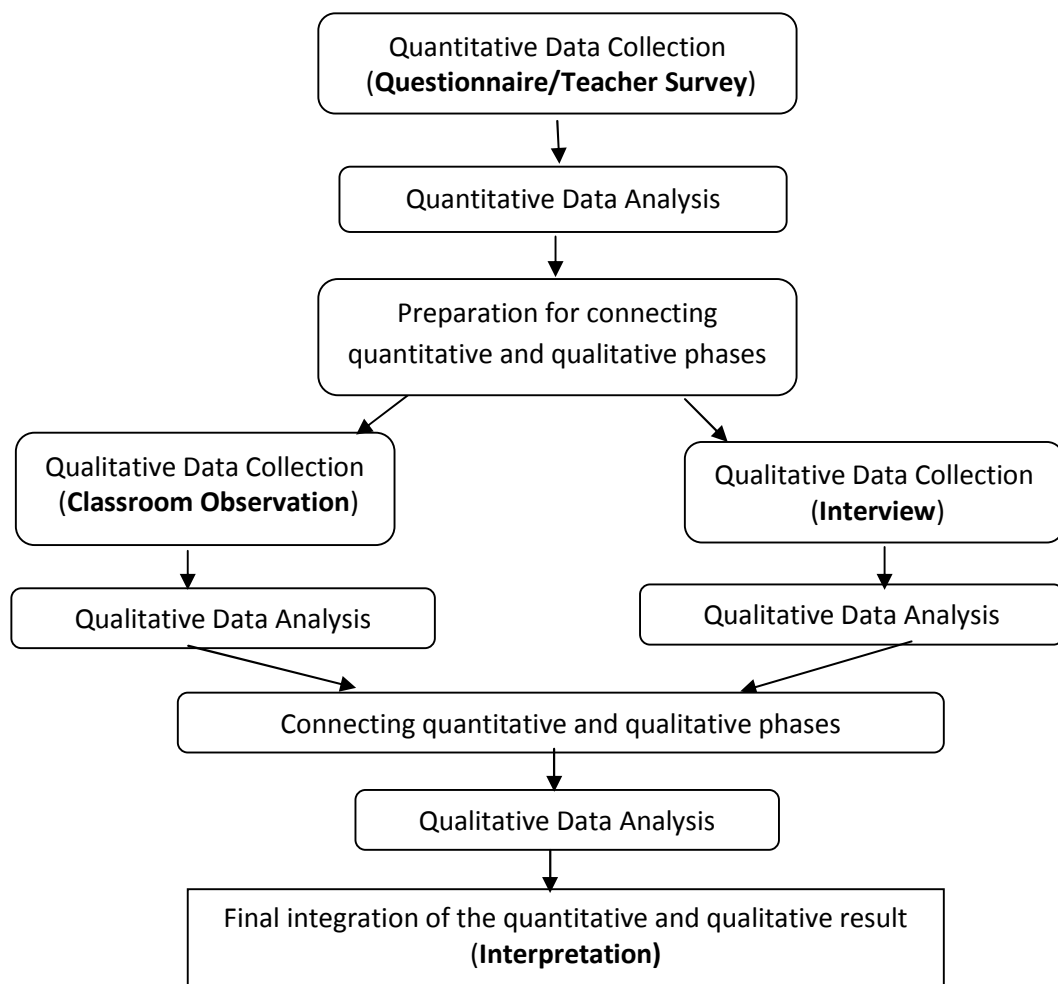 Quantitative Data Collection
(Questionnaire/Teacher Survey)
Quantitative Data Analysis
Preparation for connecting
quantitative and qualitative phases
Qualitative Data Collection
(Classroom Observation)
Qualitative Data Collection
(Interview)
Qualitative Data Analysis
Qualitative Data Analysis
Connecting quantitative and qualitative phases
Qualitative Data Analysis
Final integration of the quantitative and qualitative result
(Interpretation)